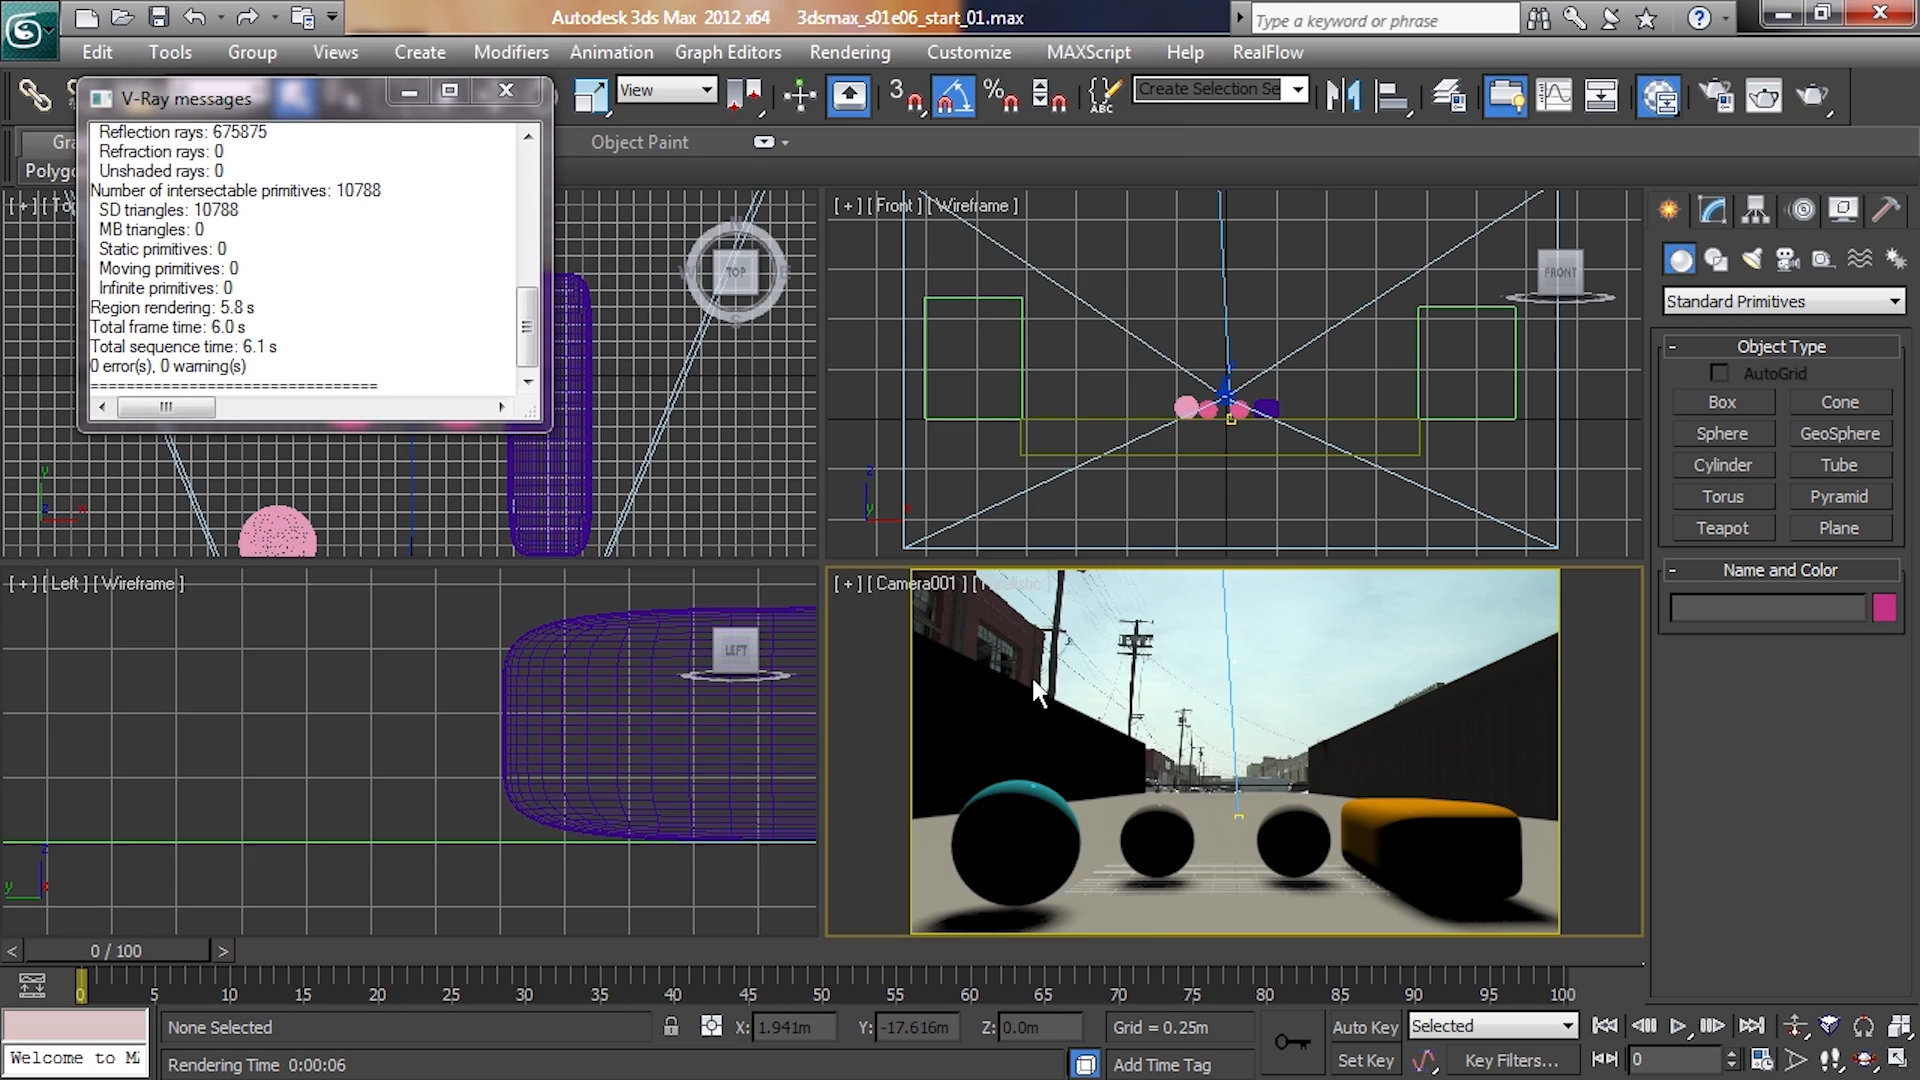 Autodesk 3ds Max 2012 x64 3dsmax_s01e06_start_01.max
Type a keyword or phrase
Edit Tools Group Views Create Modifiers Animation Graph Editors Rendering Customize MAXScript Help RealFlow
V-Ray messages
View
3
%
ABC
Create Selection Se
Object Paint
Polyg
Reflection rays: 675875
Refraction rays: 0
Unshaded rays: 0
Number of intersectable primitives: 10788
SD triangles: 10788
MB triangles: 0
Static primitives: 0
Moving primitives: 0
Infinite primitives: 0
Region rendering: 5.8 s
Total frame time: 6.0 s
Total sequence time: 6.1 s
0 error(s), 0 warning(s)
================================
TOP
[ + ] [ Front ] [ Wireframe ]
FRONT
[ + ] [ Left ] [ Wireframe ]
LEFT
[ + ] [ Camera001 ] [ Realistic ]
Standard Primitives
- Object Type
AutoGrid
Box Cone
Sphere GeoSphere
Cylinder Tube
Torus Pyramid
Teapot Plane
- Name and Color
< 0 / 100 >
0 5 10 15 20 25 30 35 40 45 50 55 60 65 70 75 80 85 90 95 100
None Selected X: 1.941m Y: -17.616m Z: 0.0m Grid = 0.25m Auto Key Selected
Welcome to M
Rendering Time 0:00:06 Add Time Tag Set Key Key Filters... 0